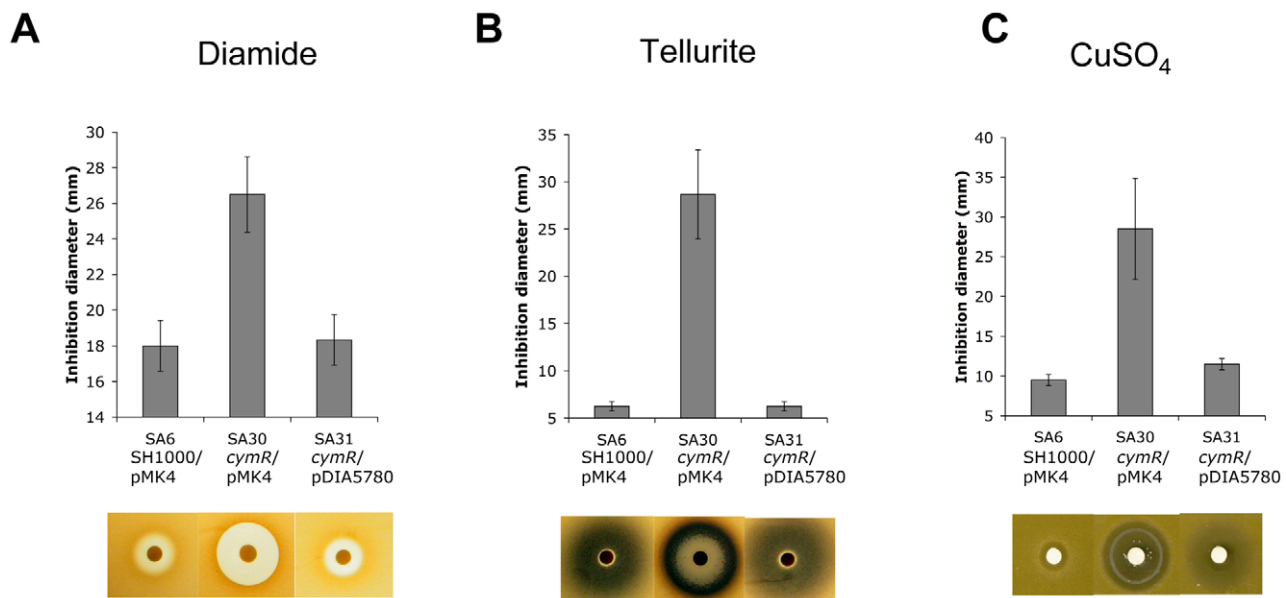 A
Diamide
Inhibition diameter (mm)
30
28
26
24
22
20
18
16
14
SA6 SA30 SA31
SH1000/ cymR/ cymR/
pMK4 pMK4 pDIA5780
B
Tellurite
Inhibition diameter (mm)
35
30
25
20
15
10
5
SA6 SA30 SA31
SH1000/ cymR/ cymR/
pMK4 pMK4 pDIA5780
C
CuSO₄
Inhibition diameter (mm)
40
35
30
25
20
15
10
5
SA6 SA30 SA31
SH1000/ cymR/ cymR/
pMK4 pMK4 pDIA5780